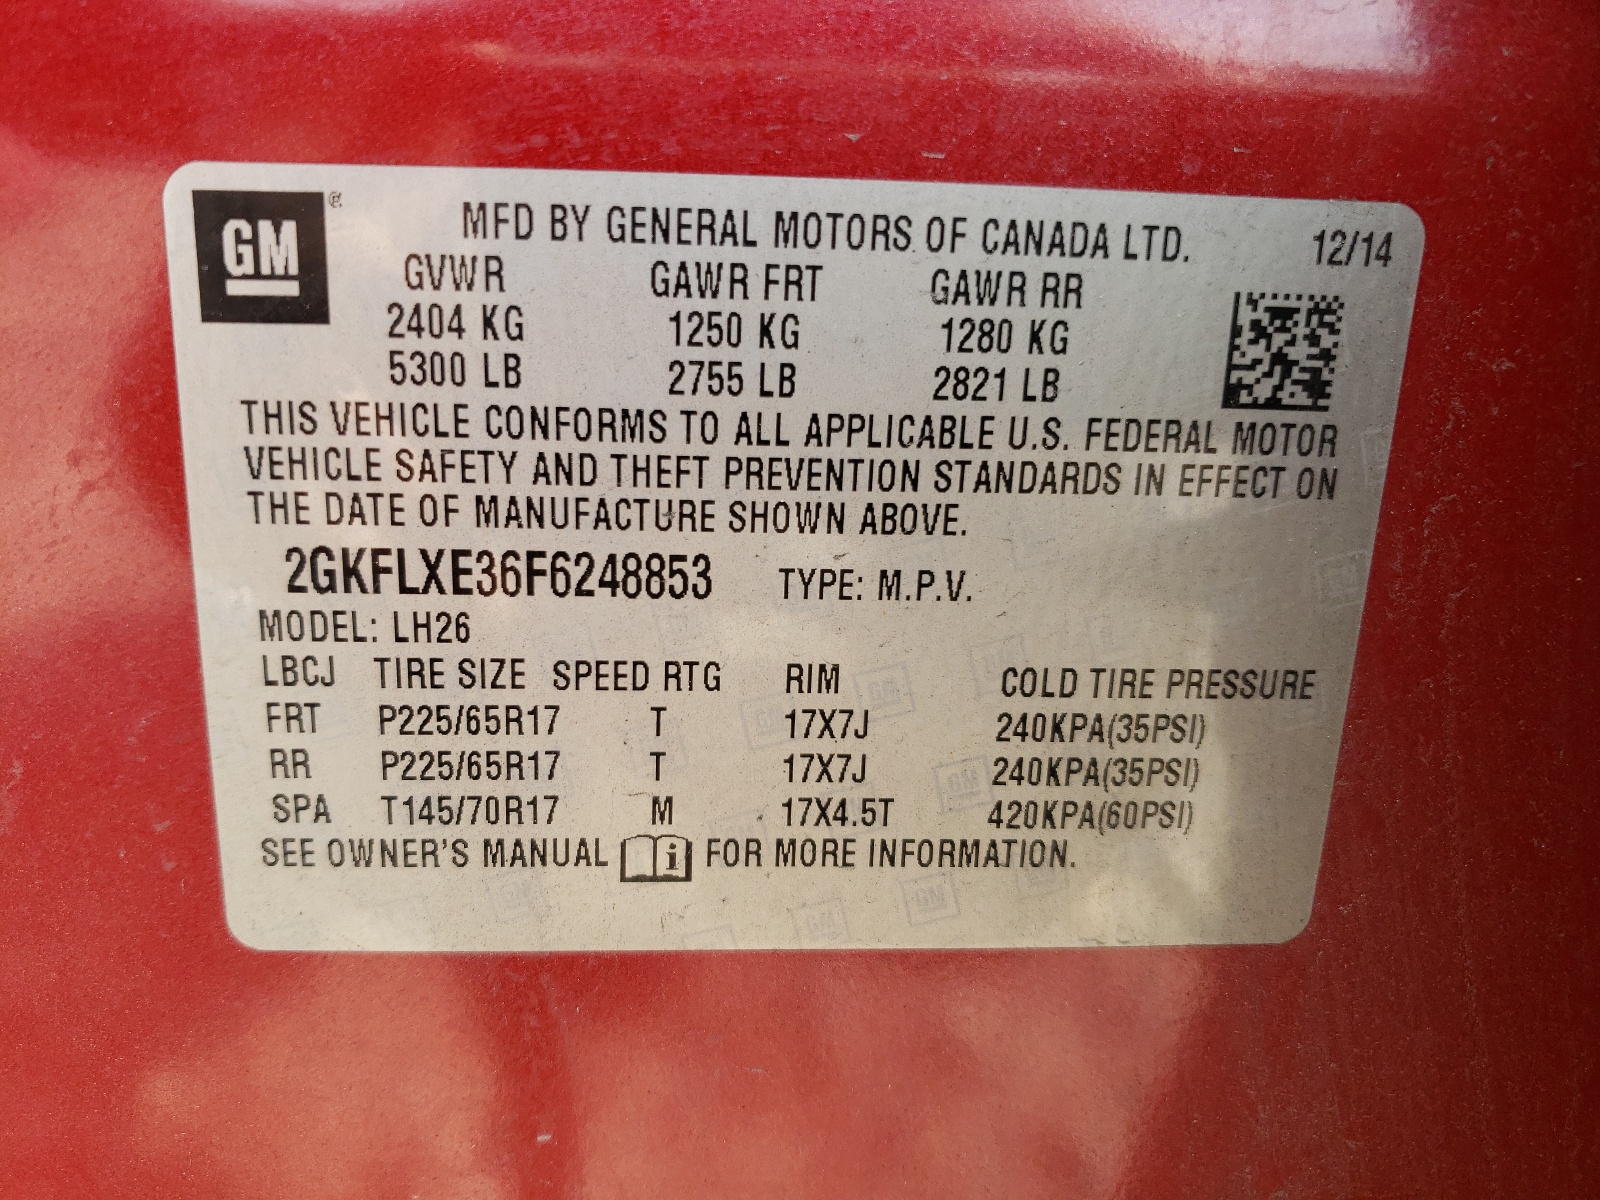 GM ® MFD BY GENERAL MOTORS OF CANADA LTD. 12/14
GVWR GAWR FRT GAWR RR
2404 KG 1250 KG 1280 KG
5300 LB 2755 LB 2821 LB
THIS VEHICLE CONFORMS TO ALL APPLICABLE U.S. FEDERAL MOTOR
VEHICLE SAFETY AND THEFT PREVENTION STANDARDS IN EFFECT ON
THE DATE OF MANUFACTURE SHOWN ABOVE.
2GKFLXE36F6248853 TYPE: M.P.V.
MODEL: LH26
LBCJ TIRE SIZE SPEED RTG RIM COLD TIRE PRESSURE
FRT P225/65R17 T 17X7J 240KPA(35PSI)
RR P225/65R17 T 17X7J 240KPA(35PSI)
SPA T145/70R17 M 17X4.5T 420KPA(60PSI)
SEE OWNER'S MANUAL i FOR MORE INFORMATION.